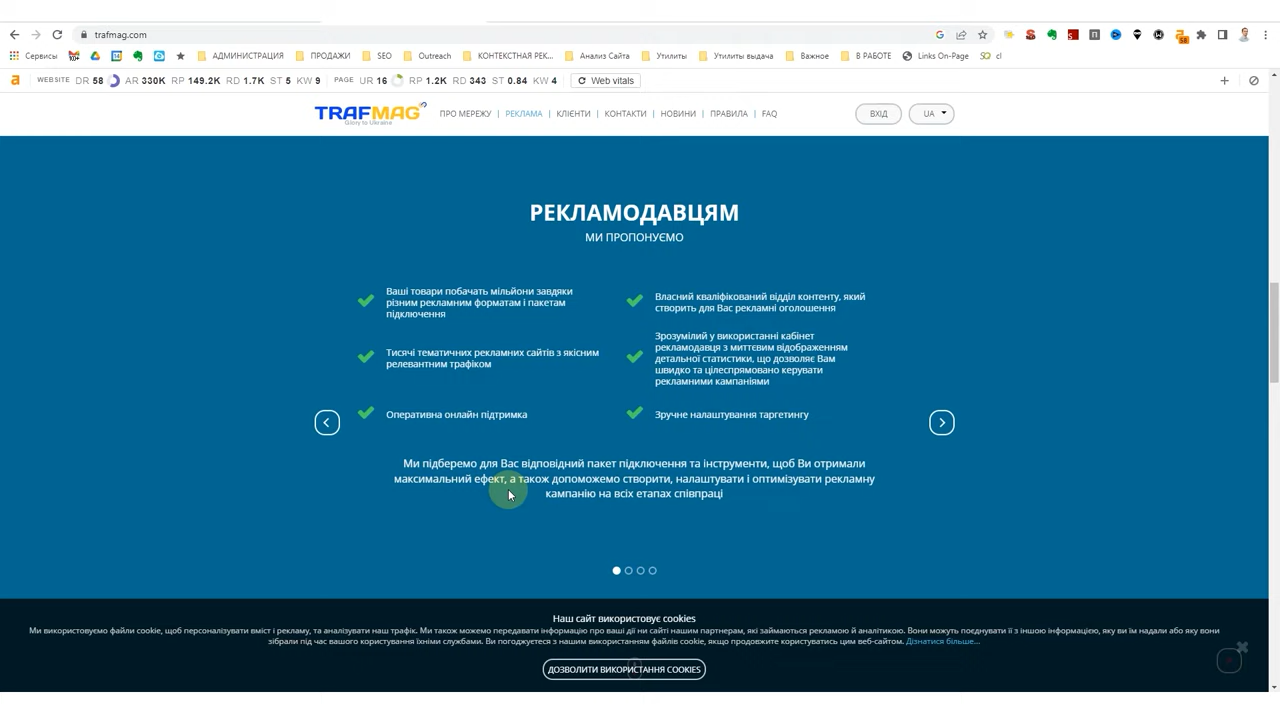 trafmag.com
Сервисы
АДМИНИСТРАЦИЯ
ПРОДАЖИ
SEO
Outreach
КОНТЕКСТНАЯ РЕК...
Анализ Сайта
Утилиты
Утилиты выдача
Важное
В РАБОТЕ
Links On-Page
cl
WEBSITE DR 58 AR 330K RP 149.2K RD 1.7K ST 5 KW 9 PAGE UR 16 RP 1.2K RD 343 ST 0.84 KW 4 Web vitals
TRAFMAG
Glory to Ukraine
ПРО МЕРЕЖУ | РЕКЛАМА | КЛІЄНТИ | КОНТАКТИ | НОВИНИ | ПРАВИЛА | FAQ
ВХІД
UA
РЕКЛАМОДАВЦЯМ
МИ ПРОПОНУЄМО
Ваші товари побачать мільйони завдяки
різним рекламним форматам і пакетам
підключення
Власний кваліфікований відділ контенту, який
створить для Вас рекламні оголошення
Тисячі тематичних рекламних сайтів з якісним
релевантним трафіком
Зрозумілий у використанні кабінет
рекламодавця з миттєвим відображенням
детальної статистики, що дозволяє Вам
швидко та цілеспрямовано керувати
рекламними кампаніями
Оперативна онлайн підтримка
Зручне налаштування таргетингу
Ми підберемо для Вас відповідний пакет підключення та інструменти, щоб Ви отримали
максимальний ефект, а також допоможемо створити, налаштувати і оптимізувати рекламну
кампанію на всіх етапах співпраці
Наш сайт використовує cookies
Ми використовуємо файли cookie, щоб персоналізувати вміст і рекламу, та аналізувати наш трафік. Ми також можемо передавати інформацію про ваші дії на сайті нашим партнерам, які займаються рекламою й аналітикою. Вони можуть поєднувати її з іншою інформацією, яку ви їм надали або яку вони
зібрали під час вашого користування їхніми службами. Ви погоджуєтеся з нашим використанням файлів cookie, якщо продовжите користуватись цим веб-сайтом. Дізнатися більше...
ДОЗВОЛИТИ ВИКОРИСТАННЯ COOKIES